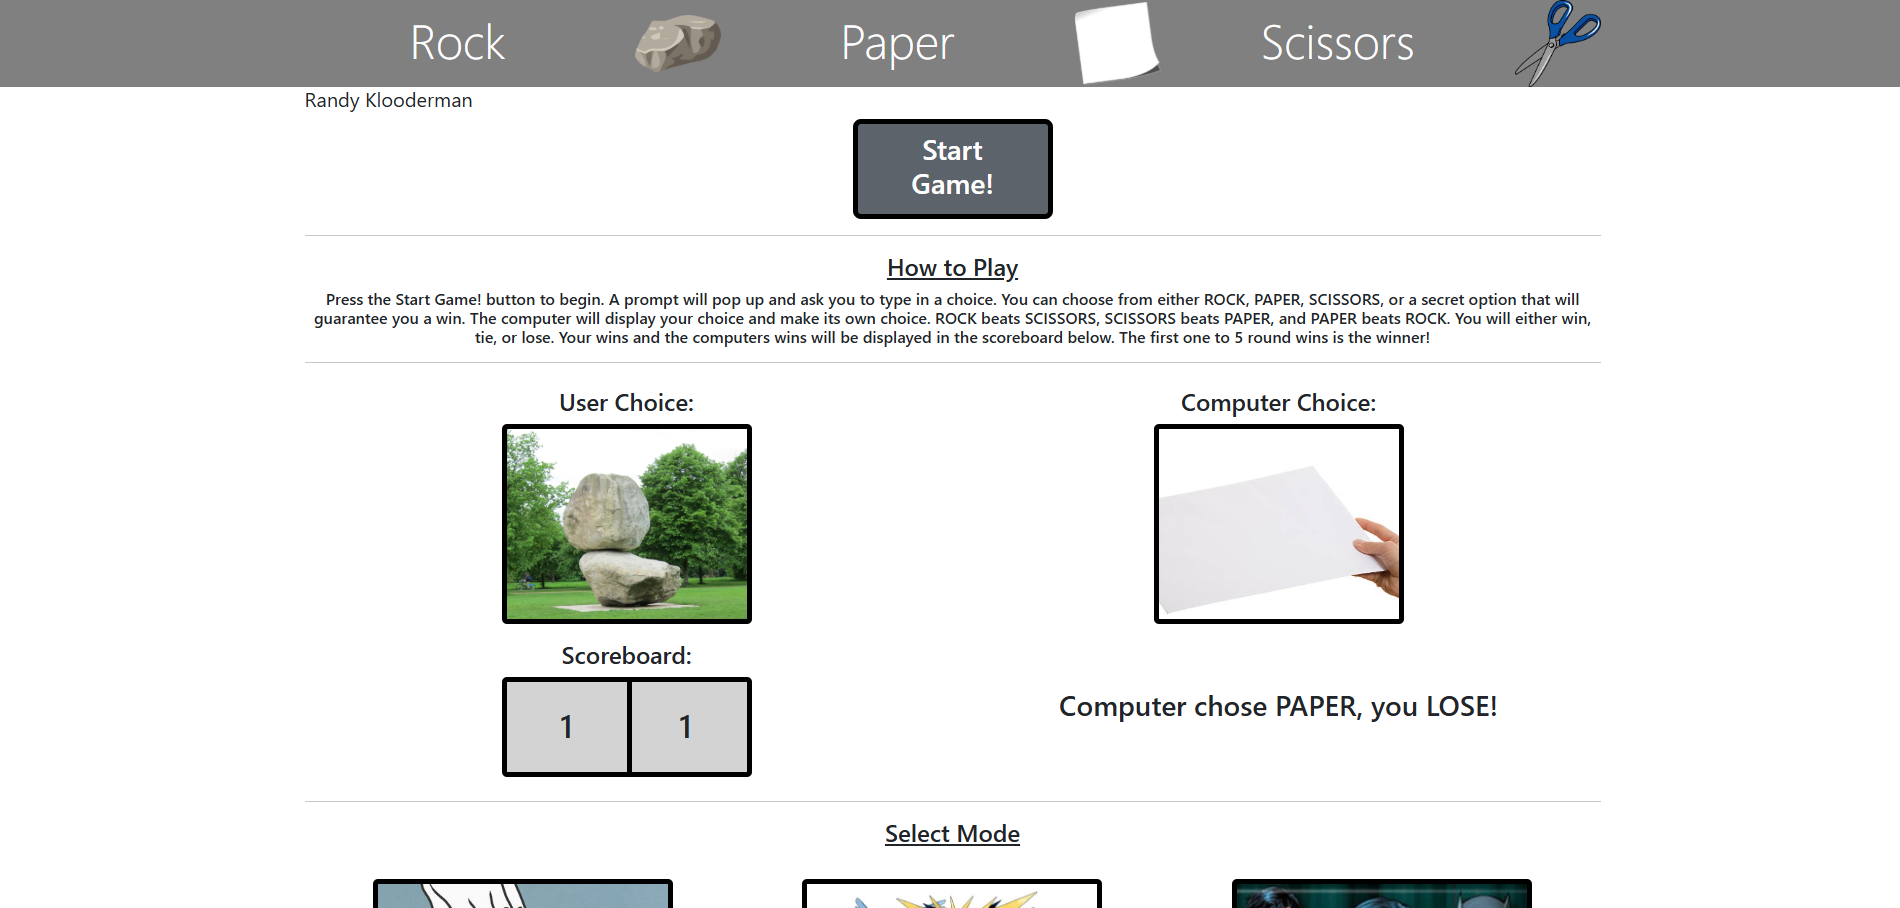 Rock Paper Scissors
Randy Klooderman
Start
Game!
How to Play
Press the Start Game! button to begin. A prompt will pop up and ask you to type in a choice. You can choose from either ROCK, PAPER, SCISSORS, or a secret option that will
guarantee you a win. The computer will display your choice and make its own choice. ROCK beats SCISSORS, SCISSORS beats PAPER, and PAPER beats ROCK. You will either win,
tie, or lose. Your wins and the computers wins will be displayed in the scoreboard below. The first one to 5 round wins is the winner!
User Choice:
Computer Choice:
Scoreboard:
1 1
Computer chose PAPER, you LOSE!
Select Mode